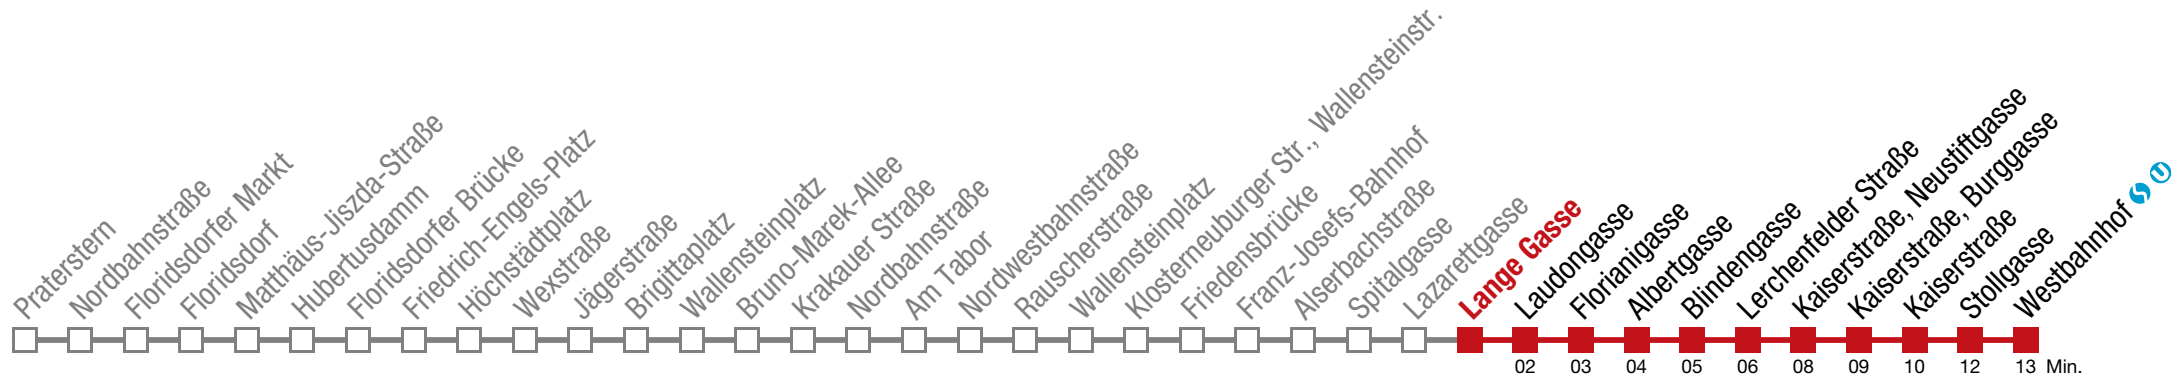 Praterstern
Nordbahnstraße
Floridsdorfer Markt
Floridsdorf
Matthäus-Jiszda-Straße
Hubertusdamm
Floridsdorfer Brücke
Friedrich-Engels-Platz
Höchstädtplatz
Wexstraße
Jägerstraße
Brigittaplatz
Wallensteinplatz
Bruno-Marek-Allee
Krakauer Straße
Nordbahnstraße
Am Tabor
Nordwestbahnstraße
Rauscherstraße
Wallensteinplatz
Klosterneuburger Str., Wallensteinstr.
Friedensbrücke
Franz-Josefs-Bahnhof
Alserbachstraße
Spitalgasse
Lazarettgasse
Lange Gasse
Laudongasse
Florianigasse
Albertgasse
Blindengasse
Lerchenfelder Straße
Kaiserstraße, Neustiftgasse
Kaiserstraße, Burggasse
Kaiserstraße
Stollgasse
Westbahnhof S U
02 03 04 05 06 08 09 10 12 13 Min.